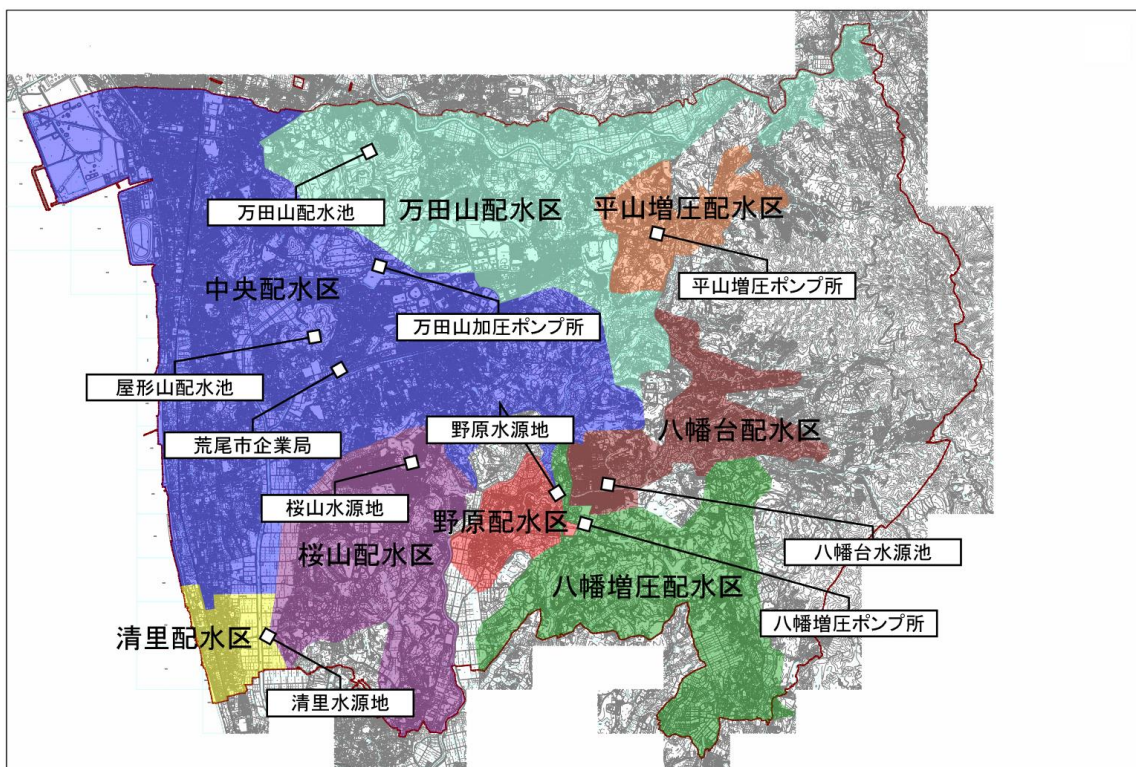 万田山配水池
万田山配水区
平山増圧配水区
中央配水区
平山増圧ポンプ所
万田山加圧ポンプ所
屋形山配水池
野原水源地
八幡台配水区
荒尾市企業局
桜山水源地
野原配水区
桜山配水区
八幡台水源池
八幡増圧配水区
八幡増圧ポンプ所
清里配水区
清里水源地